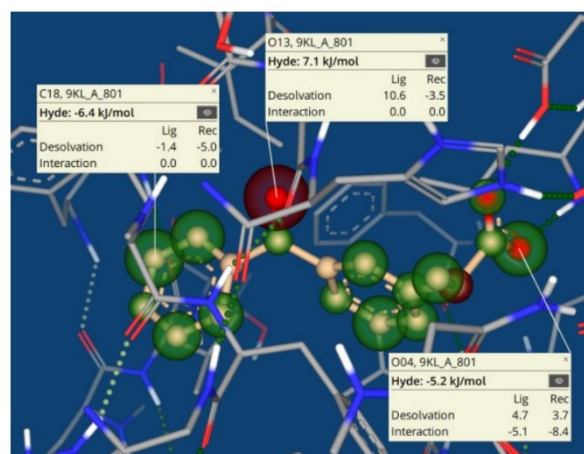 O13, 9KL_A_801 ×
Hyde: 7.1 kJ/mol
Lig Rec
Desolvation 10.6 -3.5
Interaction 0.0 0.0
C18, 9KL_A_801 ×
Hyde: -6.4 kJ/mol
Lig Rec
Desolvation -1.4 -5.0
Interaction 0.0 0.0
O04, 9KL_A_801 ×
Hyde: -5.2 kJ/mol
Lig Rec
Desolvation 4.7 3.7
Interaction -5.1 -8.4